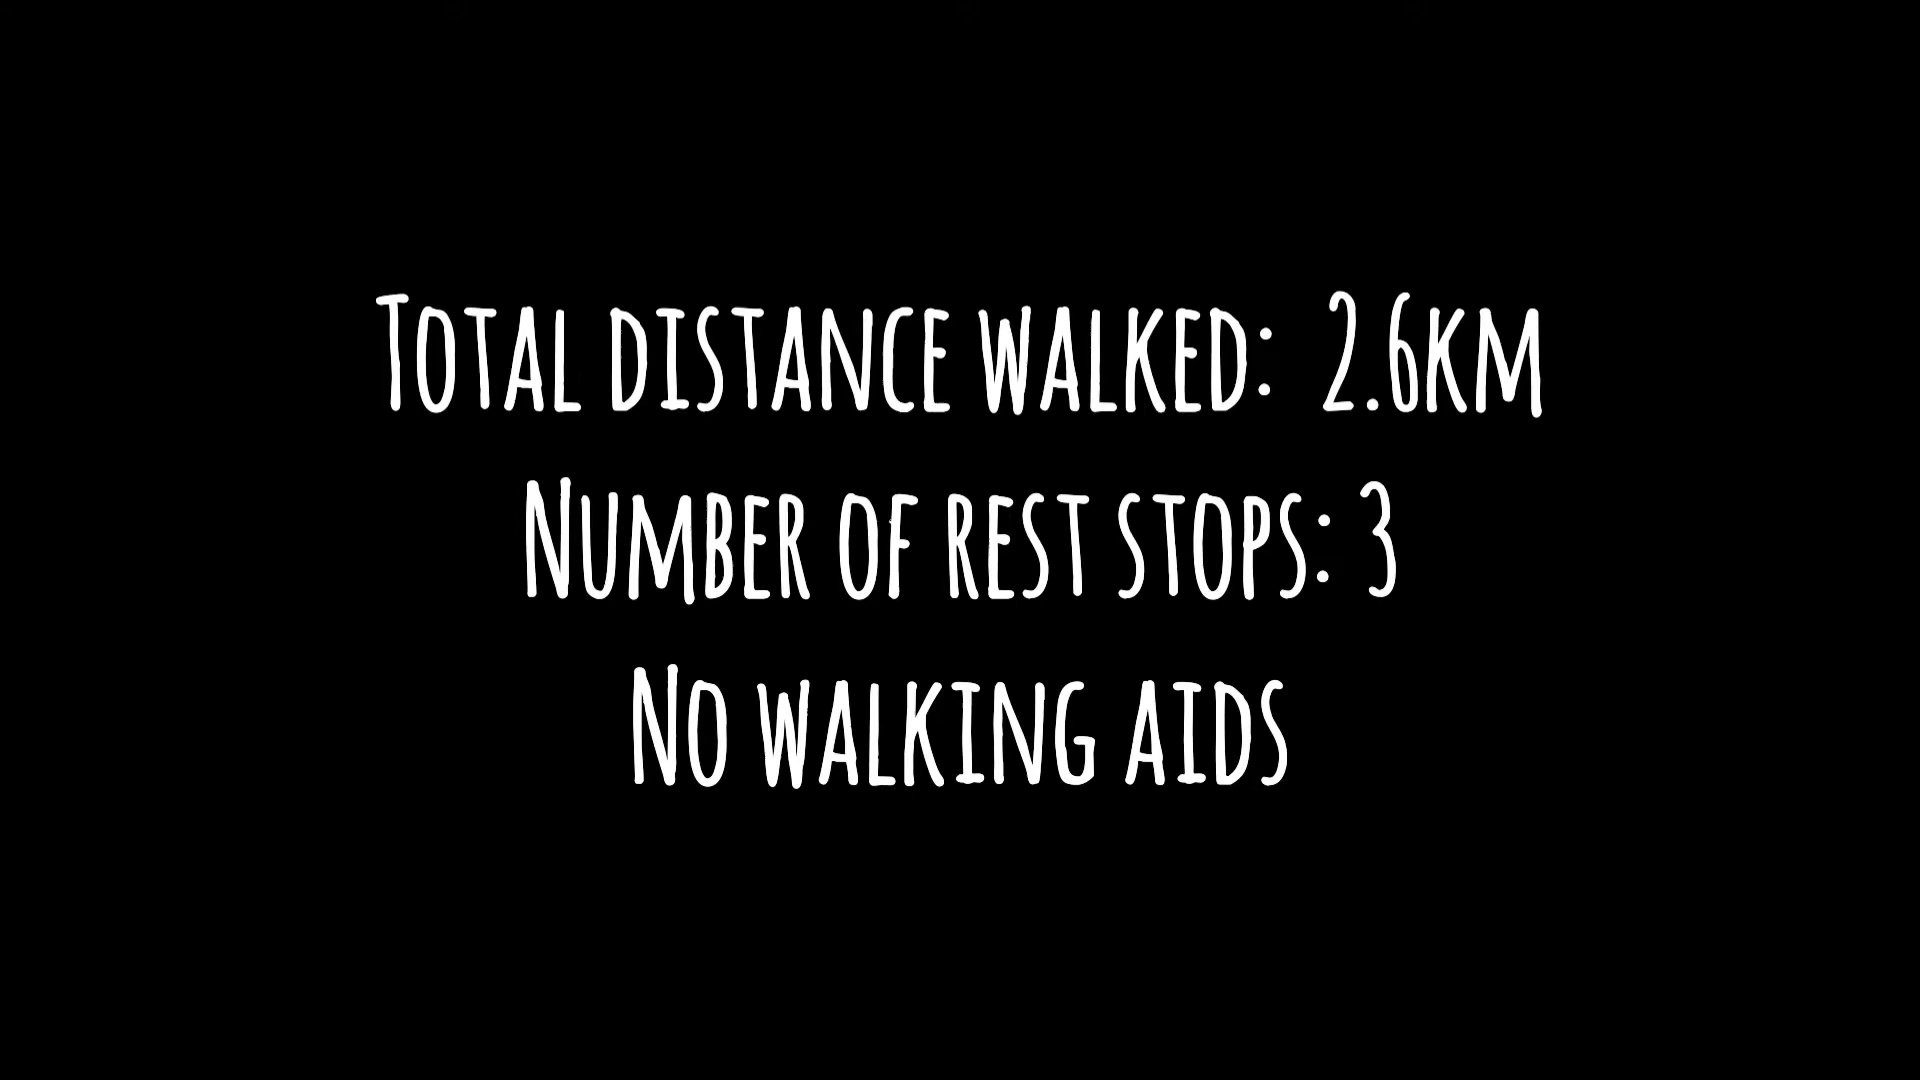 Total distance walked: 2.6km
Number of rest stops: 3
No walking aids